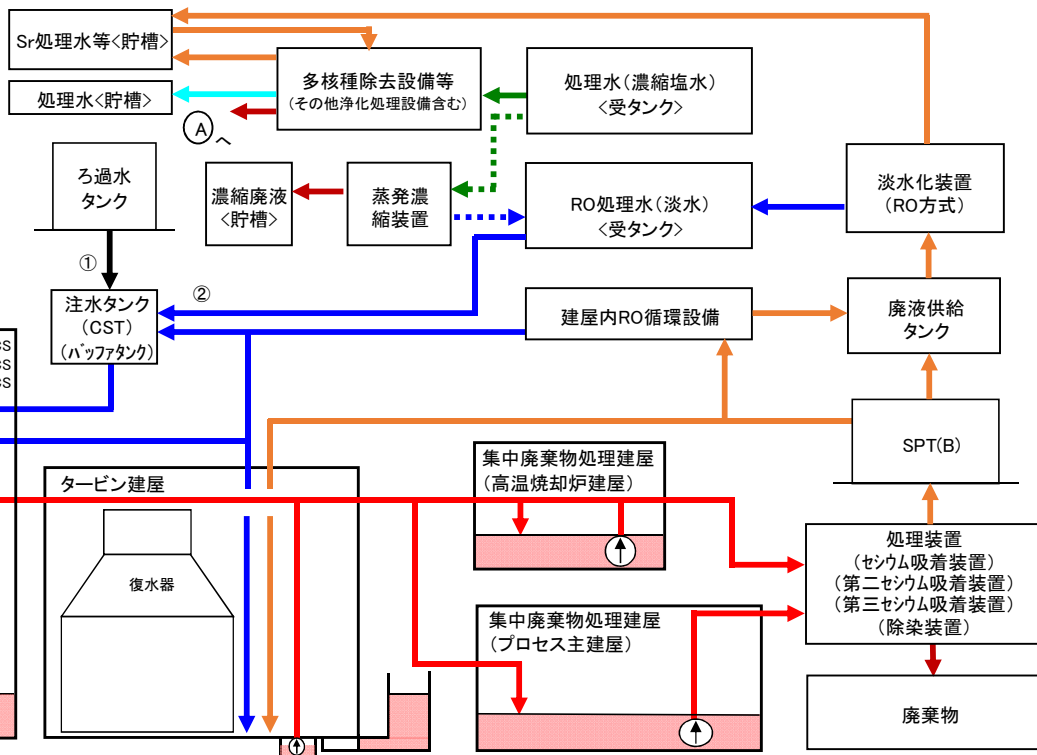 Sr処理水等<貯槽>
処理水<貯槽>
多核種除去設備等
(その他浄化処理設備含む)
処理水(濃縮塩水)
<受タンク>
Aへ
ろ過水
タンク
濃縮廃液
<貯槽>
蒸発濃
縮装置
RO処理水(淡水)
<受タンク>
淡水化装置
(RO方式)
①
②
注水タンク
(CST)
(バッファタンク)
建屋内RO循環設備
廃液供給
タンク
SPT(B)
タービン建屋
復水器
集中廃棄物処理建屋
(高温焼却炉建屋)
集中廃棄物処理建屋
(プロセス主建屋)
処理装置
(セシウム吸着装置)
(第二セシウム吸着装置)
(第三セシウム吸着装置)
(除染装置)
廃棄物